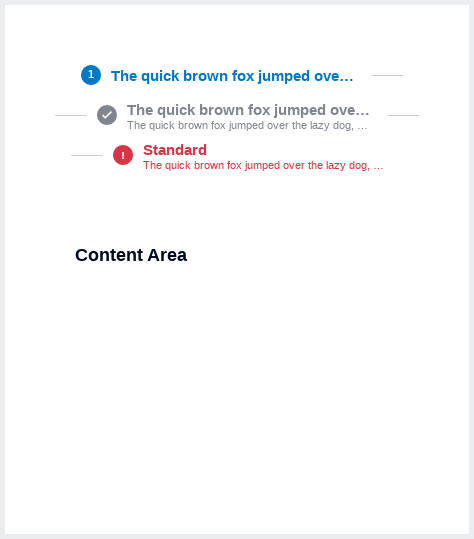 1 The quick brown fox jumped ove…
The quick brown fox jumped ove…
The quick brown fox jumped over the lazy dog, …
! Standard
The quick brown fox jumped over the lazy dog, …
Content Area